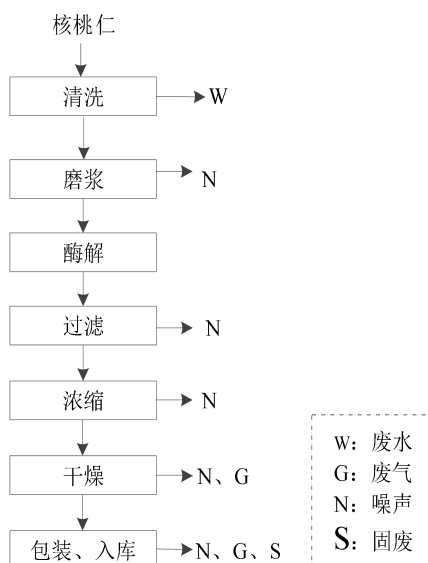 核桃仁
清洗 W
磨浆 N
酶解
过滤 N
浓缩 N
干燥 N、G
包装、入库 N、G、S
W：废水
G：废气
N：噪声
S：固废